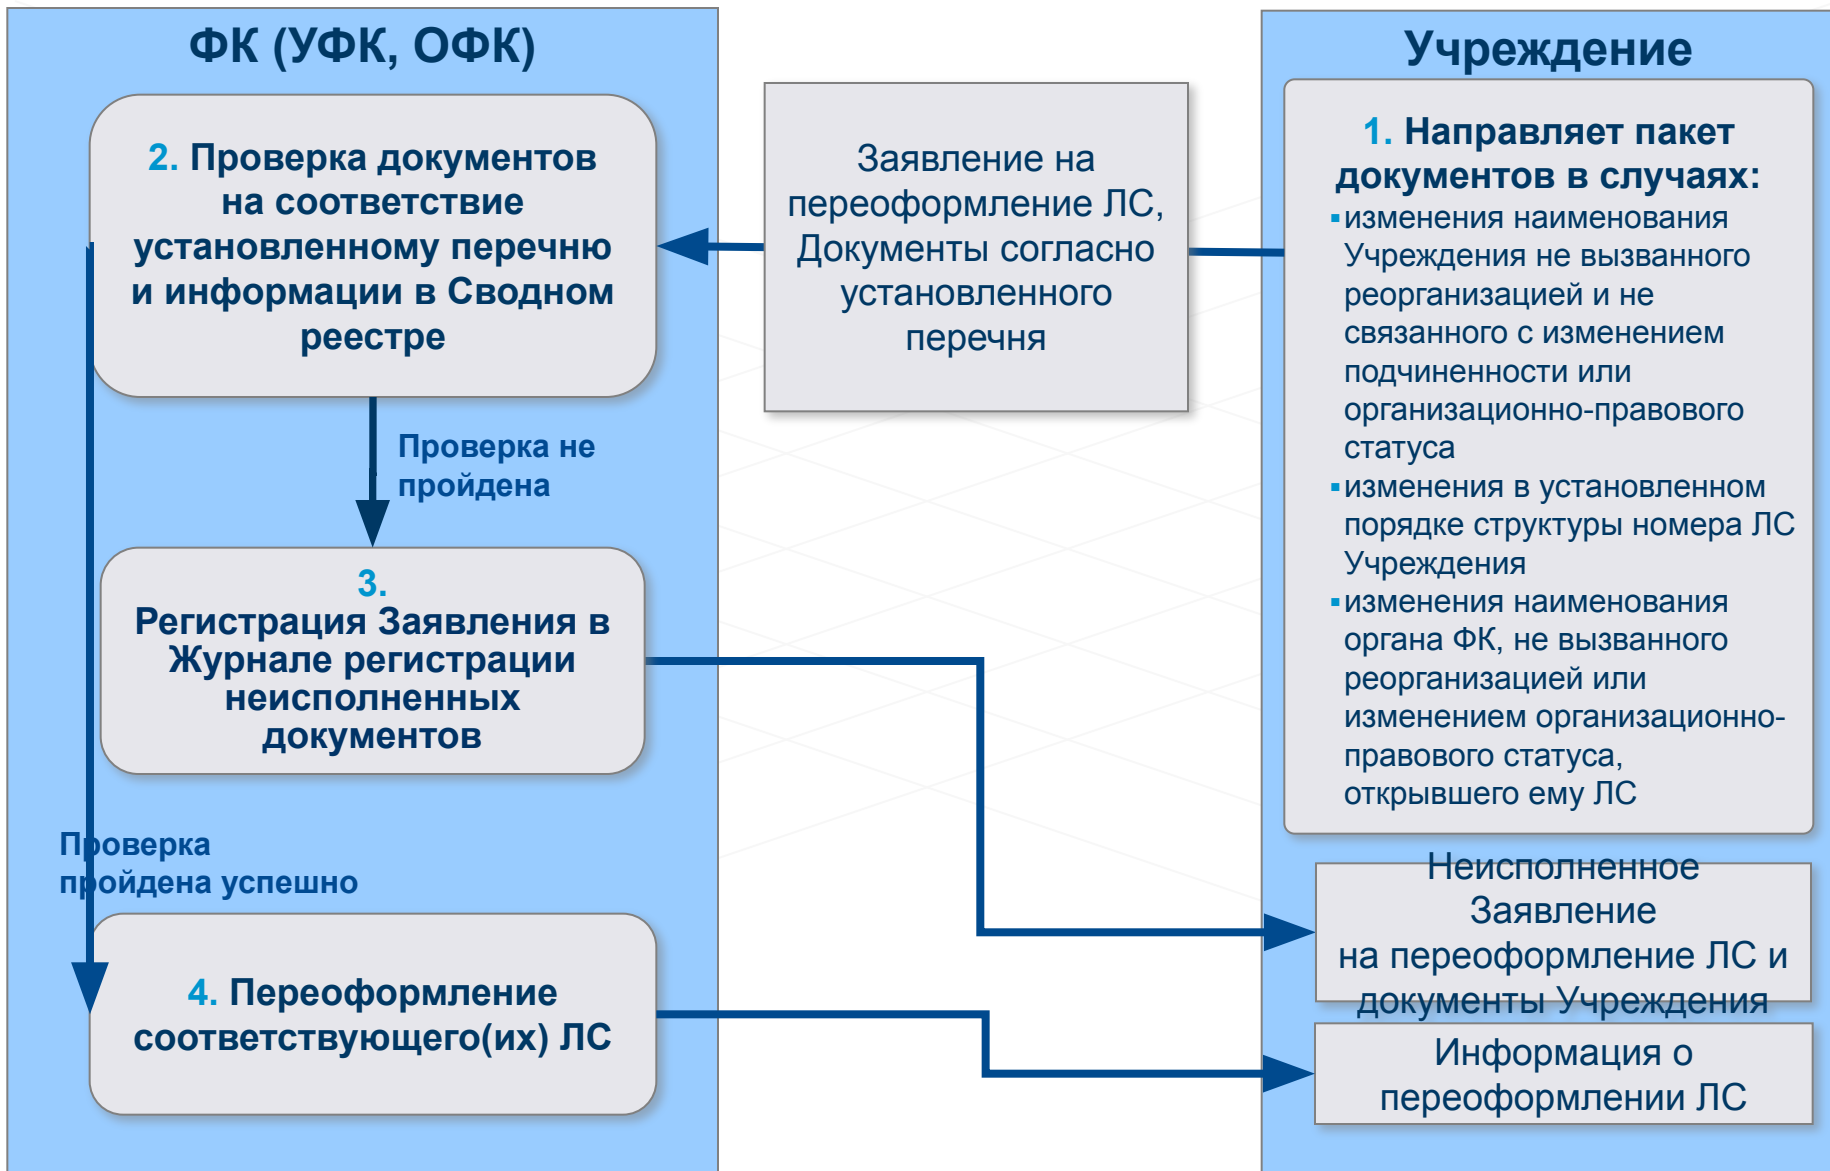 ФК (УФК, ОФК)
2. Проверка документов
на соответствие
установленному перечню
и информации в Сводном
реестре
Проверка не
пройдена
3.
Регистрация Заявления в
Журнале регистрации
неисполненных
документов
Проверка
пройдена успешно
4. Переоформление
соответствующего(их) ЛС
Заявление на
переоформление ЛС,
Документы согласно
установленного
перечня
Учреждение
1. Направляет пакет
документов в случаях:
▪изменения наименования
Учреждения не вызванного
реорганизацией и не
связанного с изменением
подчиненности или
организационно-правового
статуса
▪изменения в установленном
порядке структуры номера ЛС
Учреждения
▪изменения наименования
органа ФК, не вызванного
реорганизацией или
изменением организационно-
правового статуса,
открывшего ему ЛС
Неисполненное
Заявление
на переоформление ЛС и
документы Учреждения
Информация о
переоформлении ЛС